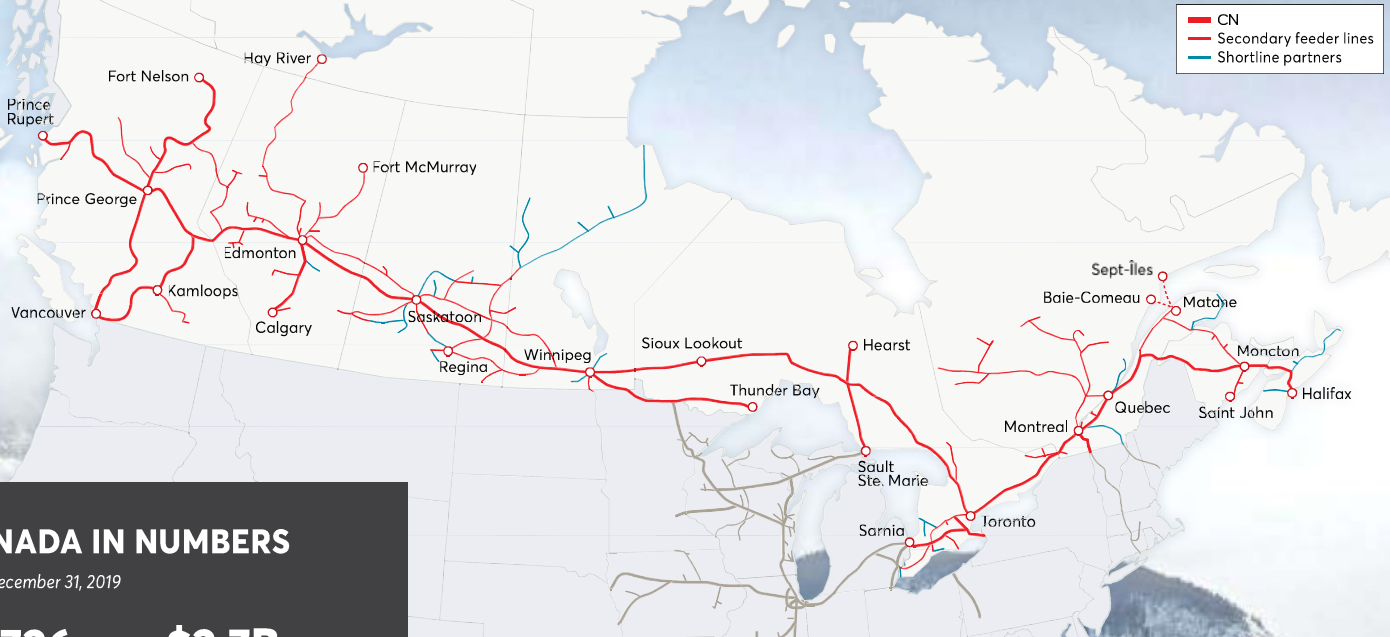 CN
Secondary feeder lines
Shortline partners
Hay River
Fort Nelson
Prince
Rupert
Fort McMurray
Prince George
Edmonton
Kamloops
Vancouver
Calgary
Saskatoon
Regina
Winnipeg
Sioux Lookout
Hearst
Thunder Bay
Sault
Ste. Marie
Sarnia
Toronto
Montreal
Quebec
Sept-Îles
Baie-Comeau
Matane
Moncton
Saint John
Halifax
NADA IN NUMBERS
ecember 31, 2019